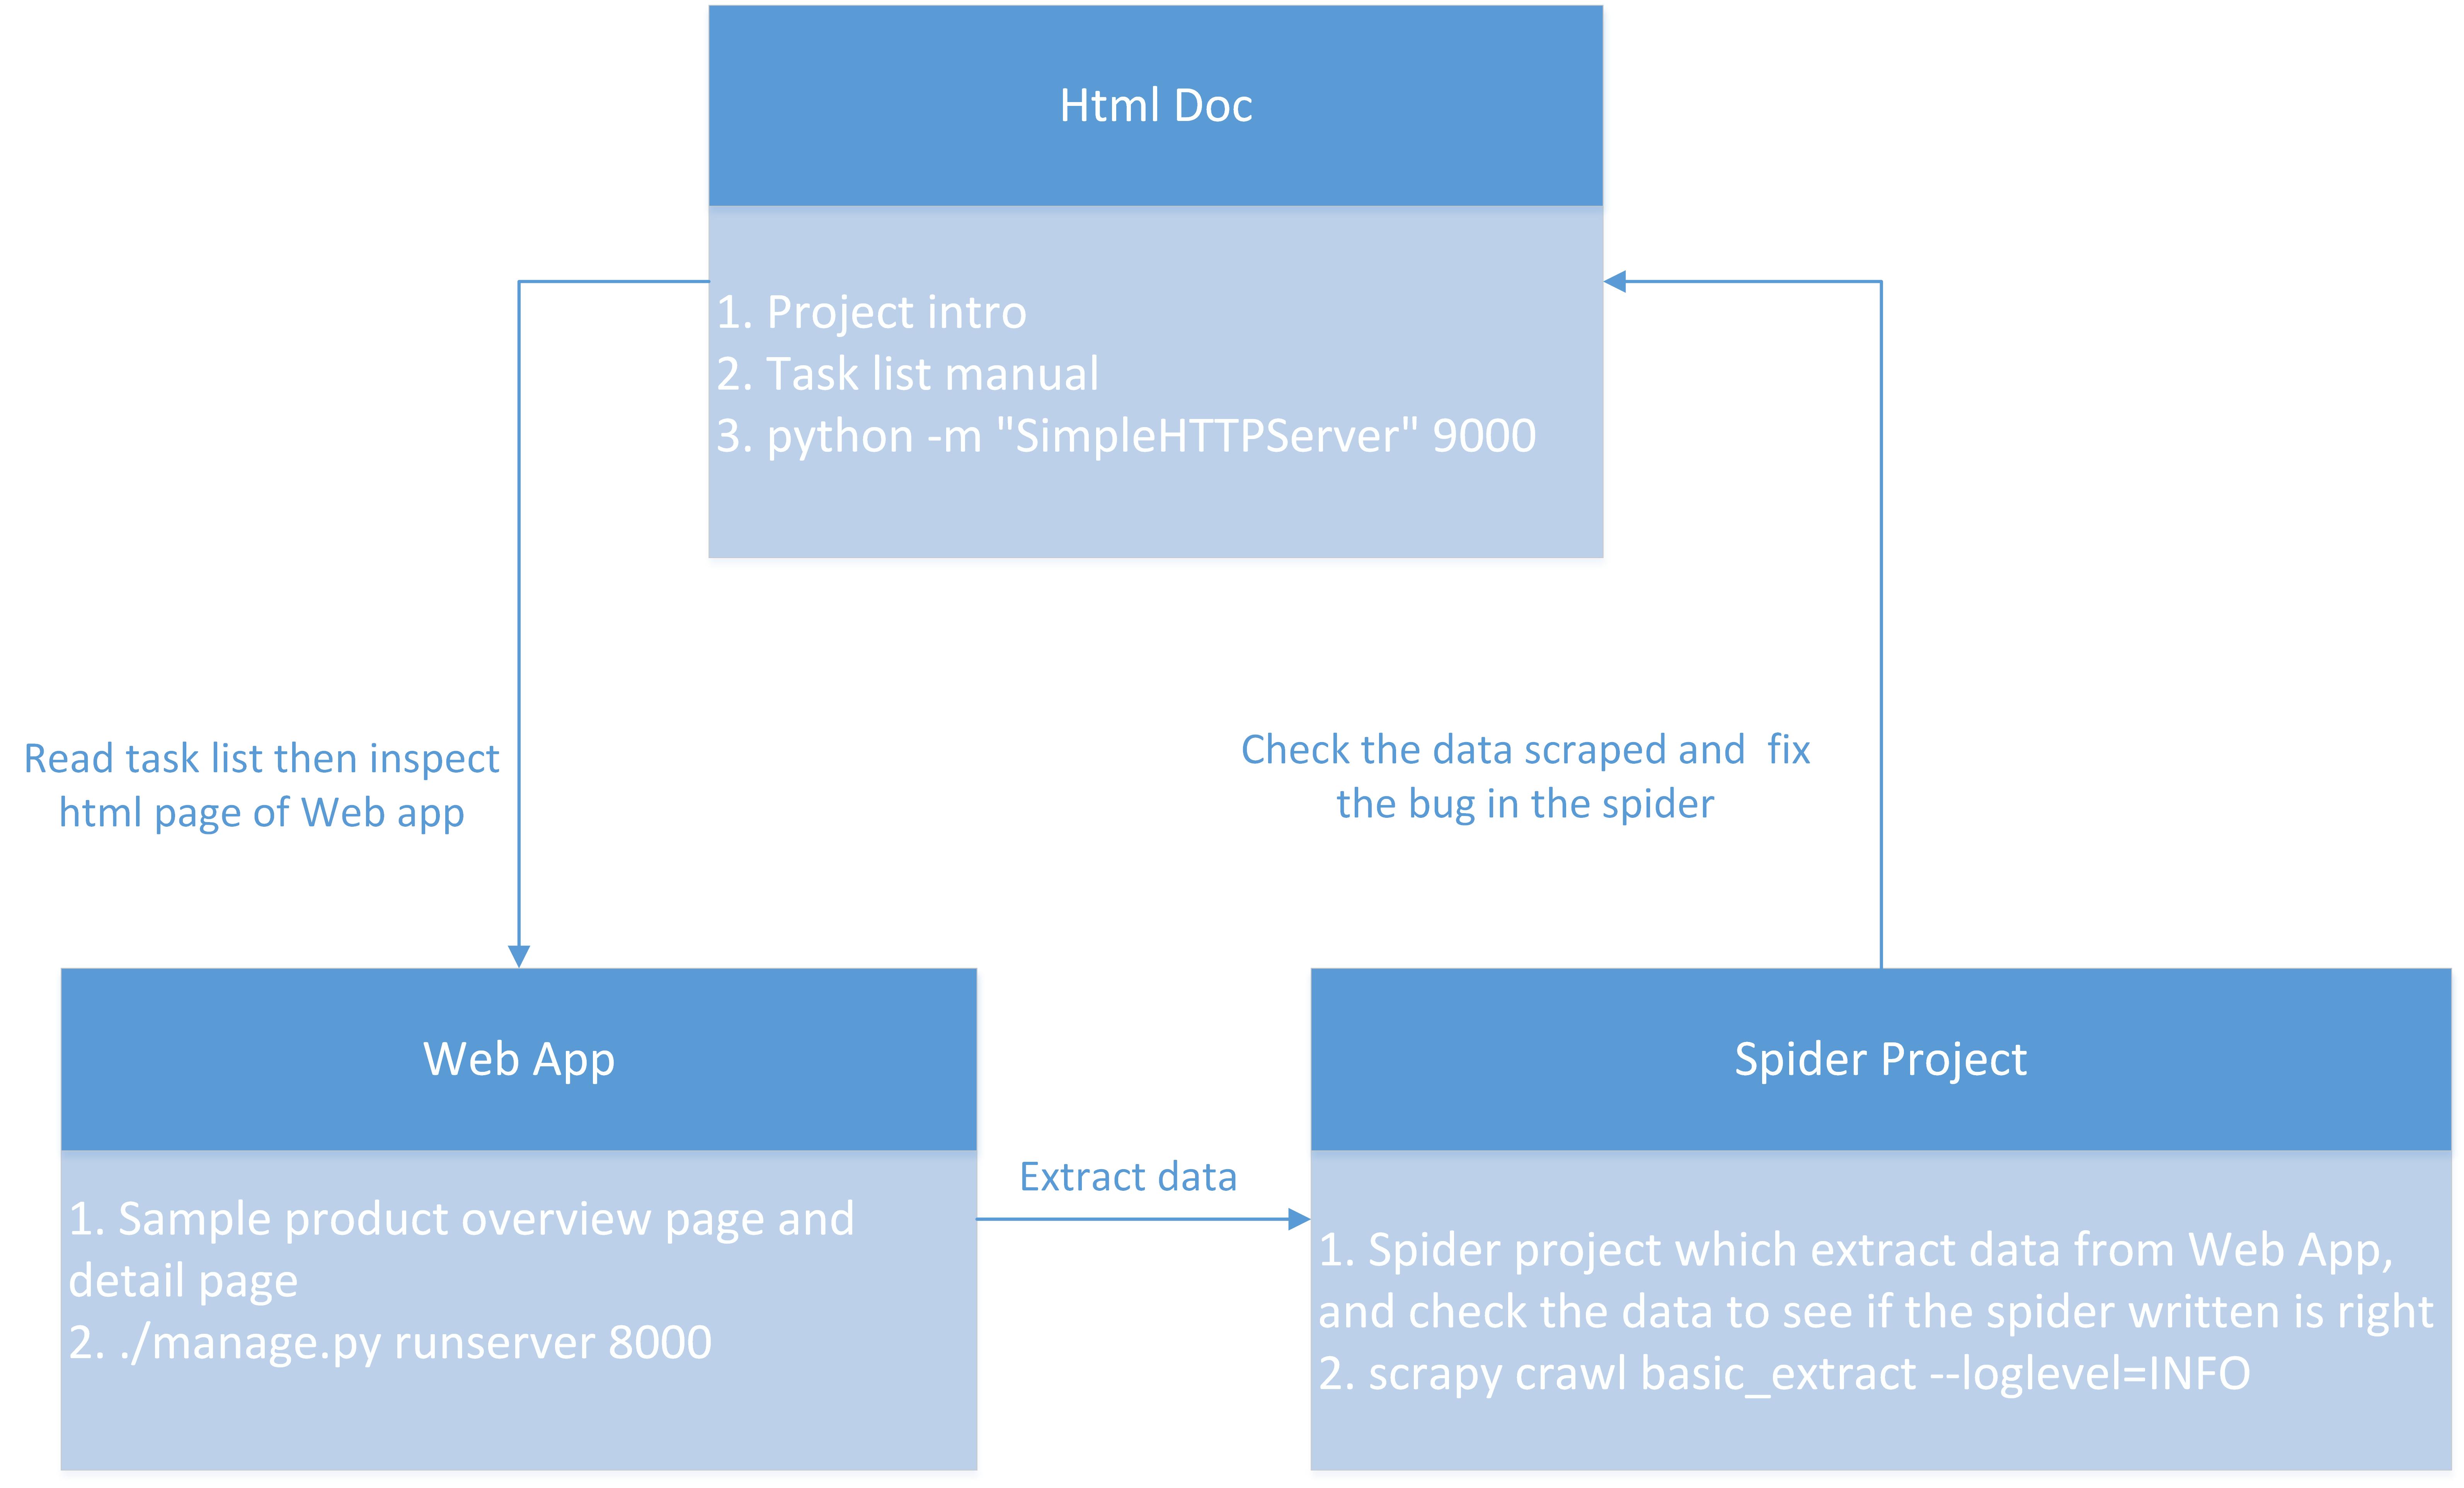 Html Doc
1. Project intro
2. Task list manual
3. python -m "SimpleHTTPServer" 9000
Read task list then inspect
html page of Web app
Check the data scraped and  fix
the bug in the spider
Web App
1. Sample product overview page and
detail page
2. ./manage.py runserver 8000
Extract data
Spider Project
1. Spider project which extract data from Web App,
and check the data to see if the spider written is right
2. scrapy crawl basic_extract --loglevel=INFO